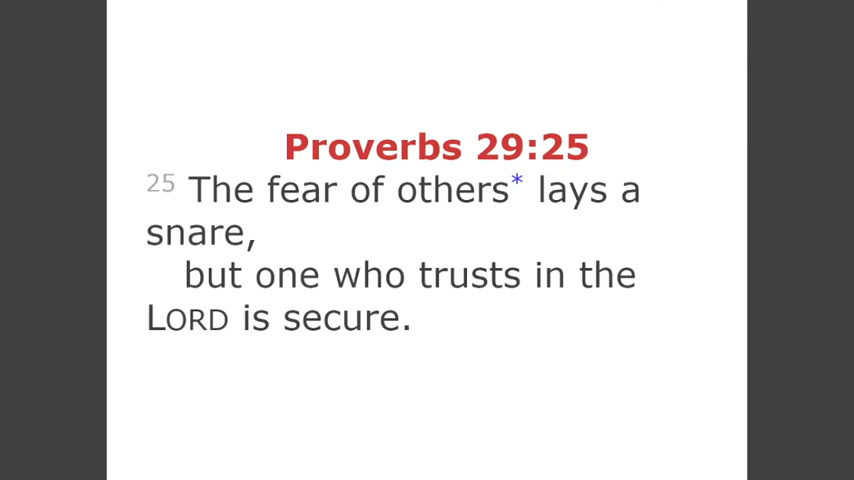 Proverbs 29:25
25 The fear of others* lays a
snare,
but one who trusts in the
LORD is secure.